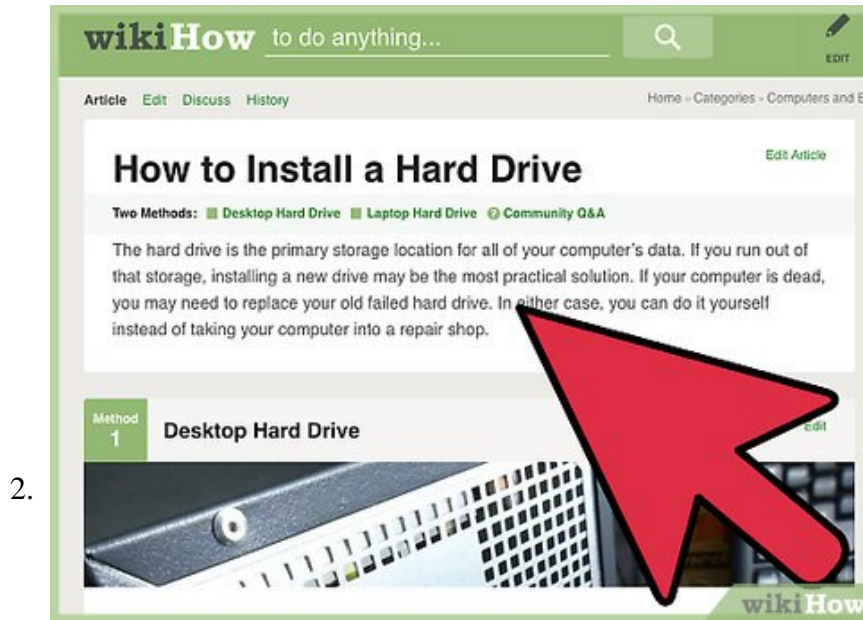 wikiHow to do anything...
EDIT
Article Edit Discuss History
Home - Categories - Computers and E
How to Install a Hard Drive
Edit Article
Two Methods: Desktop Hard Drive Laptop Hard Drive Community Q&A
The hard drive is the primary storage location for all of your computer's data. If you run out of
that storage, installing a new drive may be the most practical solution. If your computer is dead,
you may need to replace your old failed hard drive. In either case, you can do it yourself
instead of taking your computer into a repair shop.
Method
1
Desktop Hard Drive
Edit
2.
wikiHow